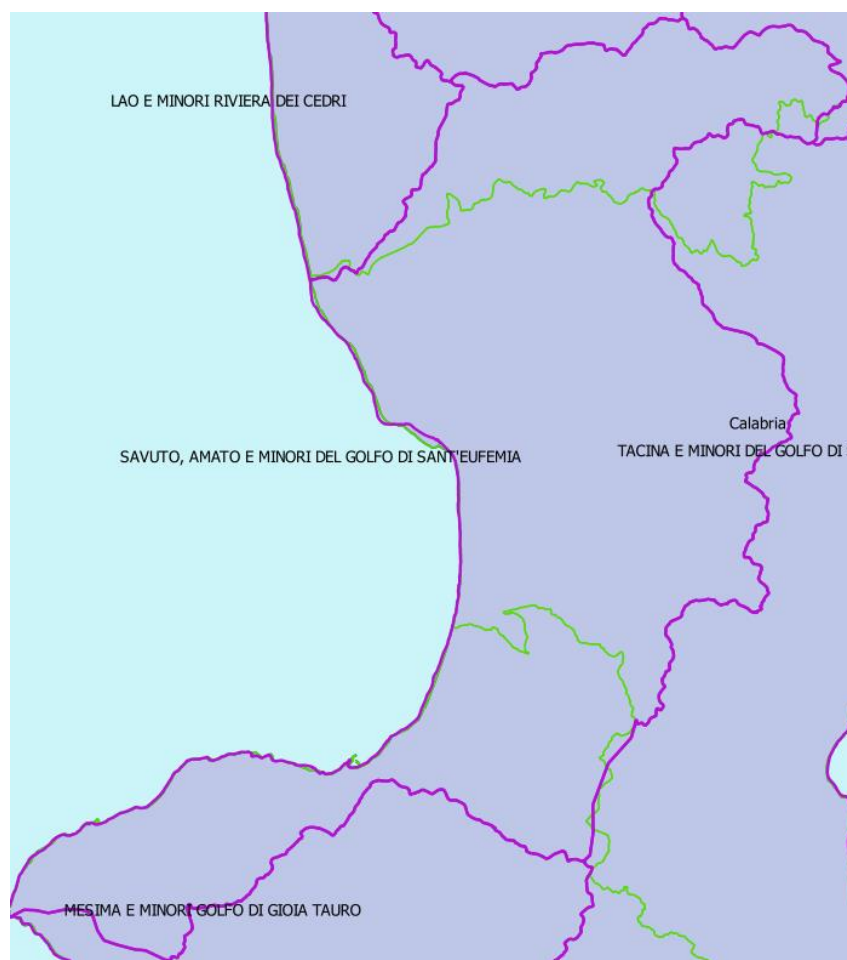 LAO E MINORI RIVIERA DEI CEDRI
Calabria
SAVUTO, AMATO E MINORI DEL GOLFO DI SANT'EUFEMIA
TACINA E MINORI DEL GOLFO DI
MESIMA E MINORI GOLFO DI GIOIA TAURO